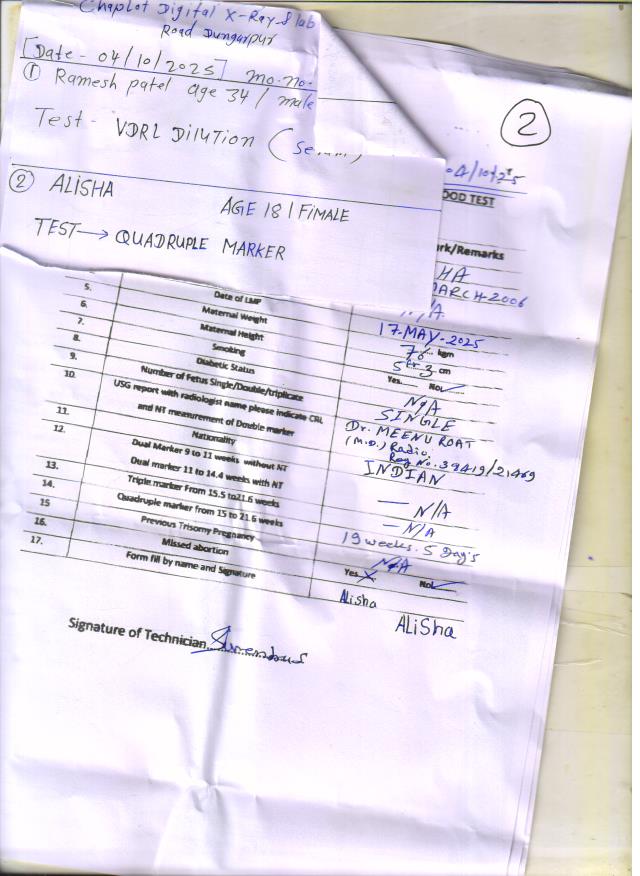 Chaplot Digital X-Ray & lab
Road Dungarpur
[Date - 04/10/2025] mo.no.
① Ramesh patel age 34 / male
Test - VDRL DILUTION (
② ALISHA
AGE 18 / FIMALE
TEST → QUADRUPLE MARKER
2
04/10/25
OOD TEST
rk/Remarks
HA
ARCH-2006
N/A
5. Date of LMP 17-MAY-2025
6. Maternal Weight 76 kgm
7. Maternal Height 5 3 cm
8. Smoking Yes.... No..
9. Diabetic Status N/A
10. Number of Fetus Single/Double/triplicate SINGLE
USG report with radiologist name please indicate CRL Dr. MEENU ROAT
and NT meanurement of Double marker (M.D.) Radio.
Reg No. 39419/21469
11. Nationality INDIAN
12. Dual Marker 9 to 11 weeks without NT
Dual marker 11 to 14.4 weeks with NT — N/A
13. Triple marker From 15.5 to21.6 weeks — N/A
14. Quadruple marker from 15 to 21.6 weeks 19 weeks. 5 Day's
15 Previous Trisomy Pregnancy N/A
16. Missed abortion Yes.... No..
17. Form fill by name and Signature Alisha
ALiSha
Signature of Technician